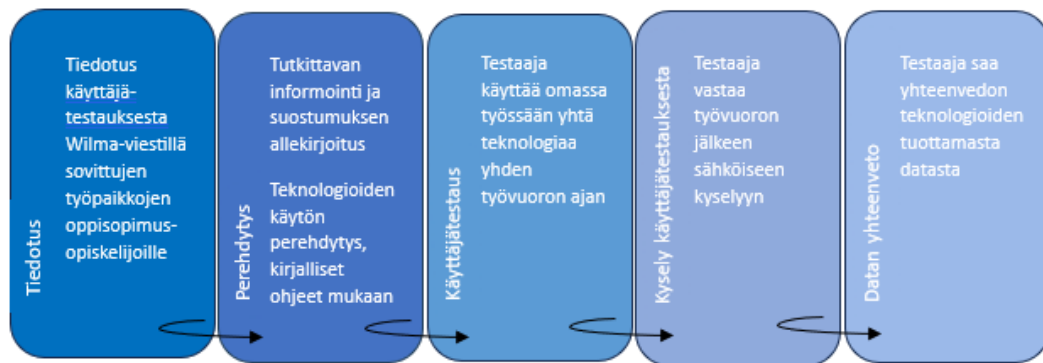 Tiedotus
Tiedotus
käyttäjä-
testauksesta
Wilma-viestillä
sovittujen
työpaikkojen
oppisopimus-
opiskelijoille
Perehdytys
Tutkittavan
informointi ja
suostumuksen
allekirjoitus
Teknologioiden
käytön
perehdytys,
kirjalliset
ohjeet mukaan
Käyttäjätestaus
Testaaja
käyttää omassa
työssään yhtä
teknologiaa
yhden
työvuoron ajan
Kysely käyttäjätestauksesta
Testaaja
vastaa
työvuoron
jälkeen
sähköiseen
kyselyyn
Datan yhteenveto
Testaaja saa
yhteenvedon
teknologioiden
tuottamasta
datasta